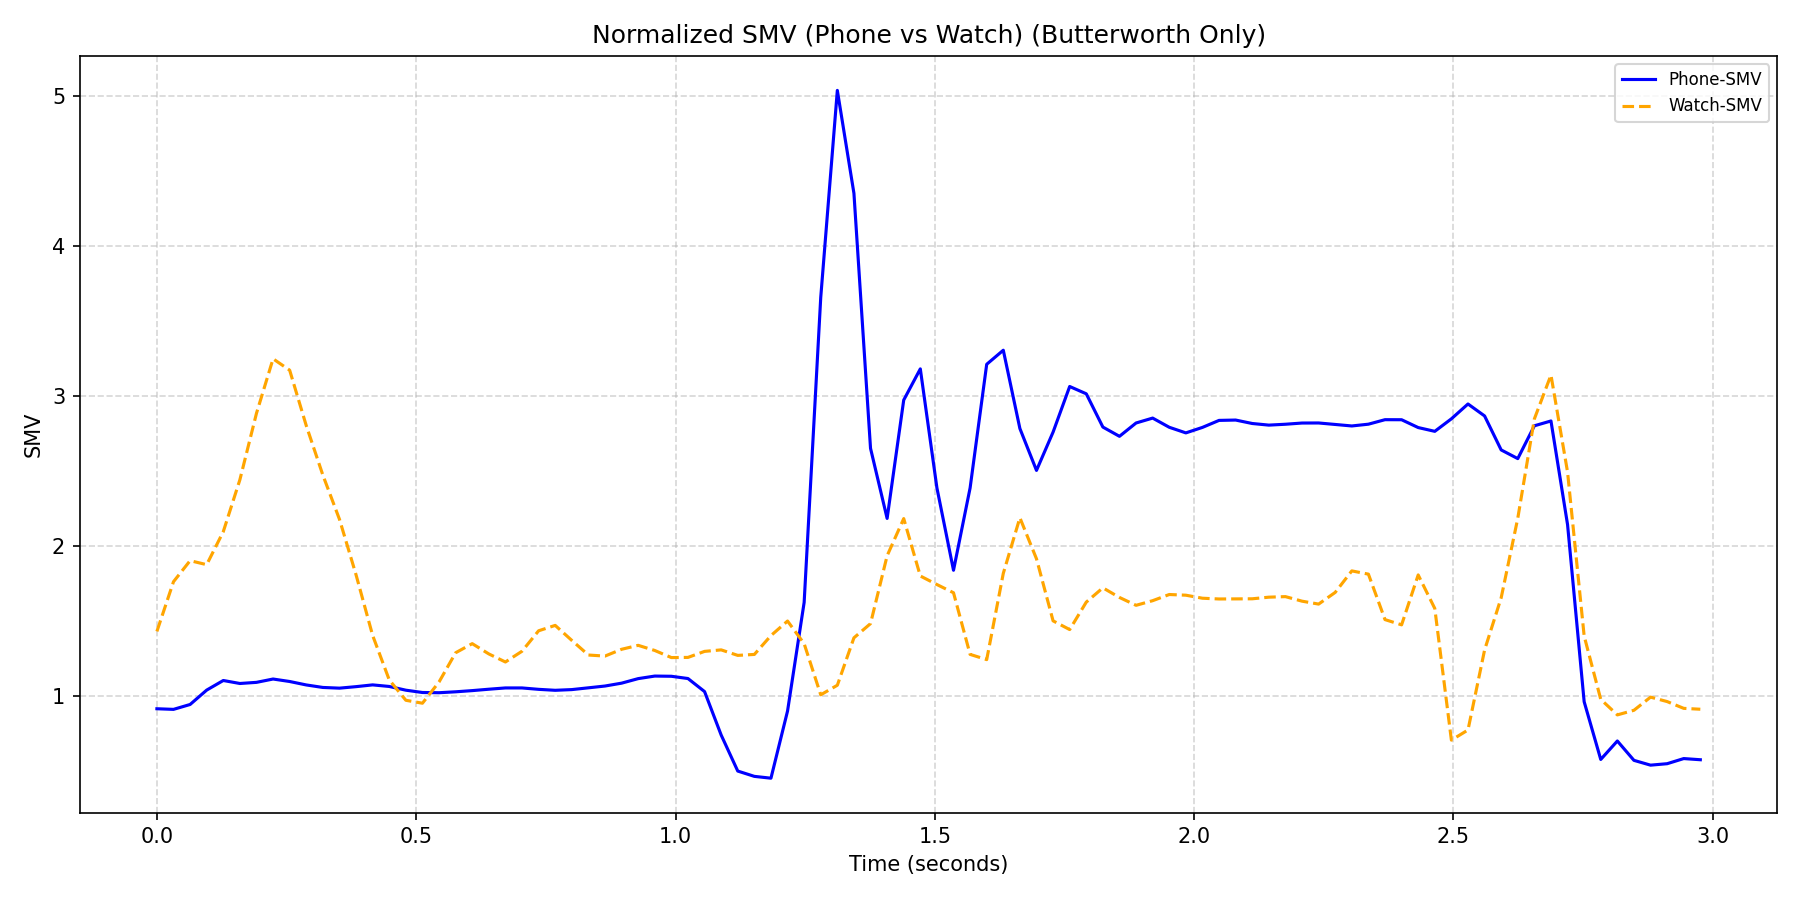 Normalized SMV (Phone vs Watch) (Butterworth Only)
Phone-SMV
Watch-SMV
5
4
3
2
1
SMV
0.0 0.5 1.0 1.5 2.0 2.5 3.0
Time (seconds)